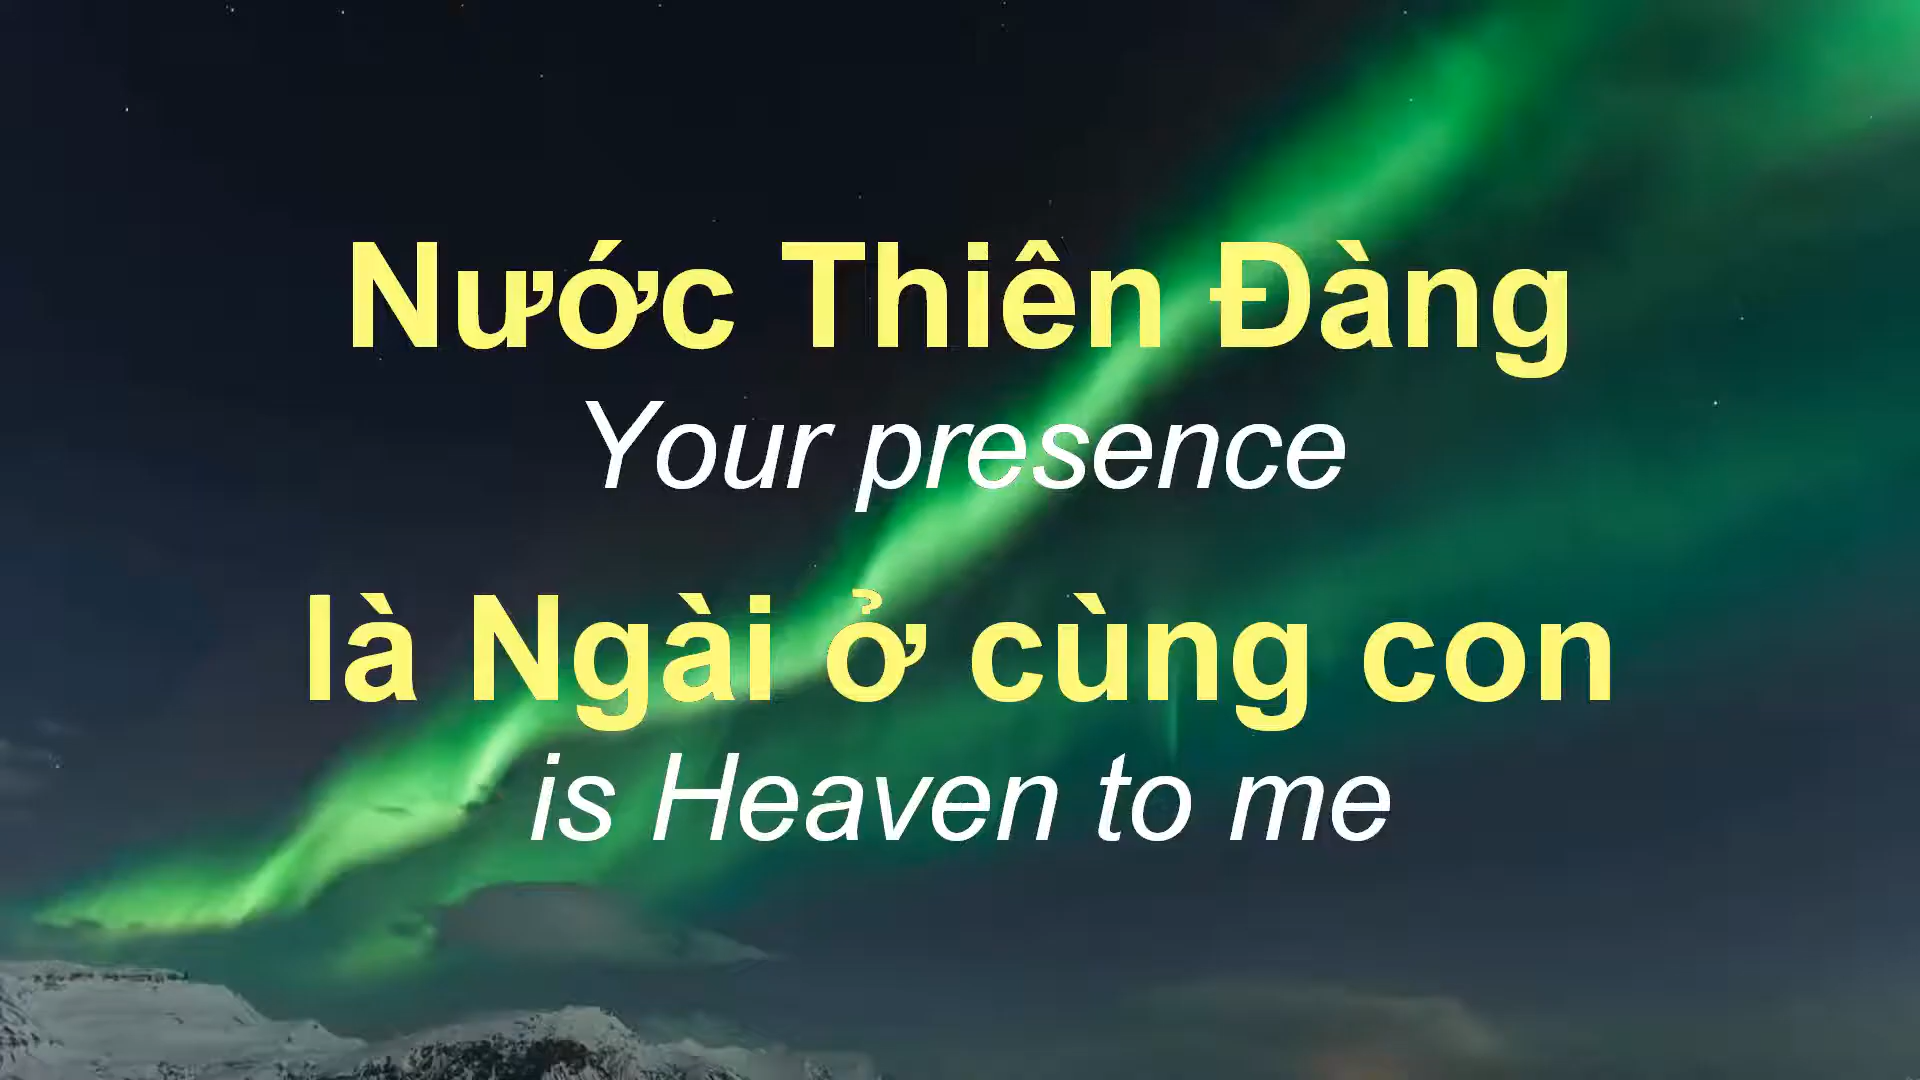 Nước Thiên Đàng
Your presence
là Ngài ở cùng con
is Heaven to me